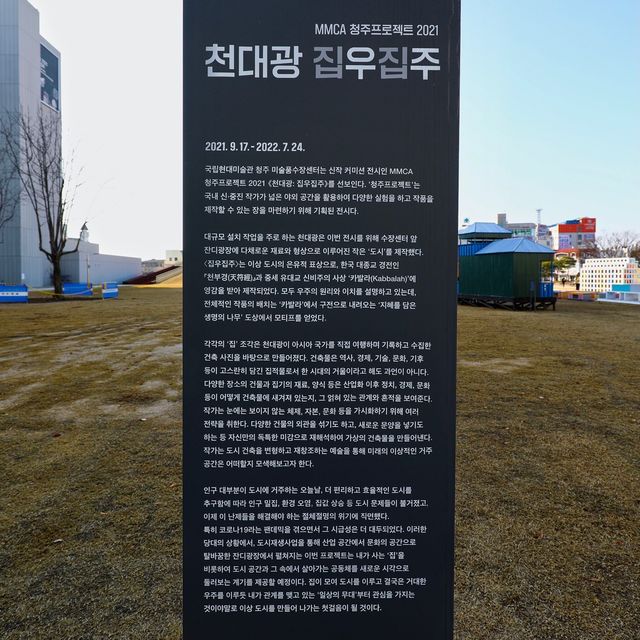 MMCA 청주프로젝트 2021
천대광 집우집주
2021. 9. 17. - 2022. 7. 24.
국립현대미술관 청주 미술품수장센터는 신작 커미션 전시인 MMCA
청주프로젝트 2021 《천대광: 집우집주》를 선보인다. ‘청주프로젝트’는
국내 신·중진 작가가 넓은 야외 공간을 활용하여 다양한 실험을 하고 작품을
제작할 수 있는 장을 마련하기 위해 기획된 전시다.
대규모 설치 작업을 주로 하는 천대광은 이번 전시를 위해 수장센터 앞
잔디광장에 다채로운 재료와 형상으로 이루어진 작은 ‘도시’를 제작했다.
〈집우집주〉는 이상 도시의 은유적 표상으로, 한국 대종교 경전인
『천부경(天符經)』과 중세 유대교 신비주의 사상 ‘카발라(Kabbalah)’에
영감을 받아 제작되었다. 모두 우주의 원리와 이치를 설명하고 있는데,
전체적인 작품의 배치는 ‘카발라’에서 구전으로 내려오는 ‘지혜를 담은
생명의 나무’ 도상에서 모티프를 얻었다.
각각의 ‘집’ 조각은 천대광이 아시아 국가를 직접 여행하며 기록하고 수집한
건축 사진을 바탕으로 만들어졌다. 건축물은 역사, 경제, 기술, 문화, 기후
등이 고스란히 담긴 집적물로서 한 시대의 거울이라고 해도 과언이 아니다.
다양한 장소의 건물과 집기의 재료, 양식 등은 산업화 이후 정치, 경제, 문화
등이 어떻게 건축물에 새겨져 있는지, 그 얽혀 있는 관계와 흔적을 보여준다.
작가는 눈에는 보이지 않는 체제, 자본, 문화 등을 가시화하기 위해 여러
전략을 취한다. 다양한 건물의 외관을 섞기도 하고, 새로운 문양을 넣기도
하는 등 자신만의 독특한 미감으로 재해석하여 가상의 건축물을 만들어낸다.
작가는 도시 건축을 변형하고 재창조하는 예술을 통해 미래의 이상적인 거주
공간은 어떠할지 모색해보고자 한다.
인구 대부분이 도시에 거주하는 오늘날, 더 편리하고 효율적인 도시를
추구함에 따라 인구 밀집, 환경 오염, 집값 상승 등 도시 문제들이 불거졌고,
이제 이 난제들을 해결해야 하는 절체절명의 위기에 직면했다.
특히 코로나19라는 팬데믹을 겪으면서 그 시급성은 더 대두되었다. 이러한
당대의 상황에서, 도시재생사업을 통해 산업 공간에서 문화의 공간으로
탈바꿈한 잔디광장에서 펼쳐지는 이번 프로젝트는 내가 사는 ‘집’을
비롯하여 도시 공간과 그 속에서 살아가는 공동체를 새로운 시각으로
둘러보는 계기를 제공할 예정이다. 집이 모여 도시를 이루고 결국은 거대한
우주를 이루듯 내가 관계를 맺고 있는 ‘일상의 무대’부터 관심을 가지는
것이야말로 이상 도시를 만들어 나가는 첫걸음이 될 것이다.